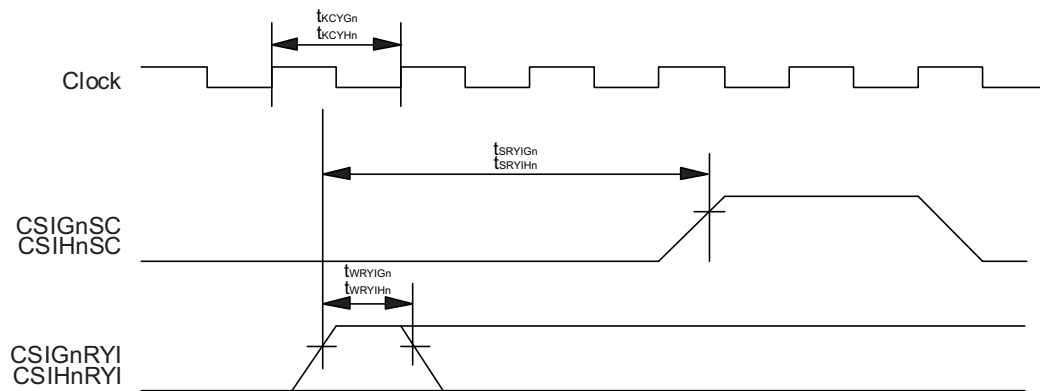 tKCYGn
tKCYHn
Clock
tSRYIGn
tSRYIHn
CSIGnSC
CSIHnSC
tWRYIGn
tWRYIHn
CSIGnRYI
CSIHnRYI